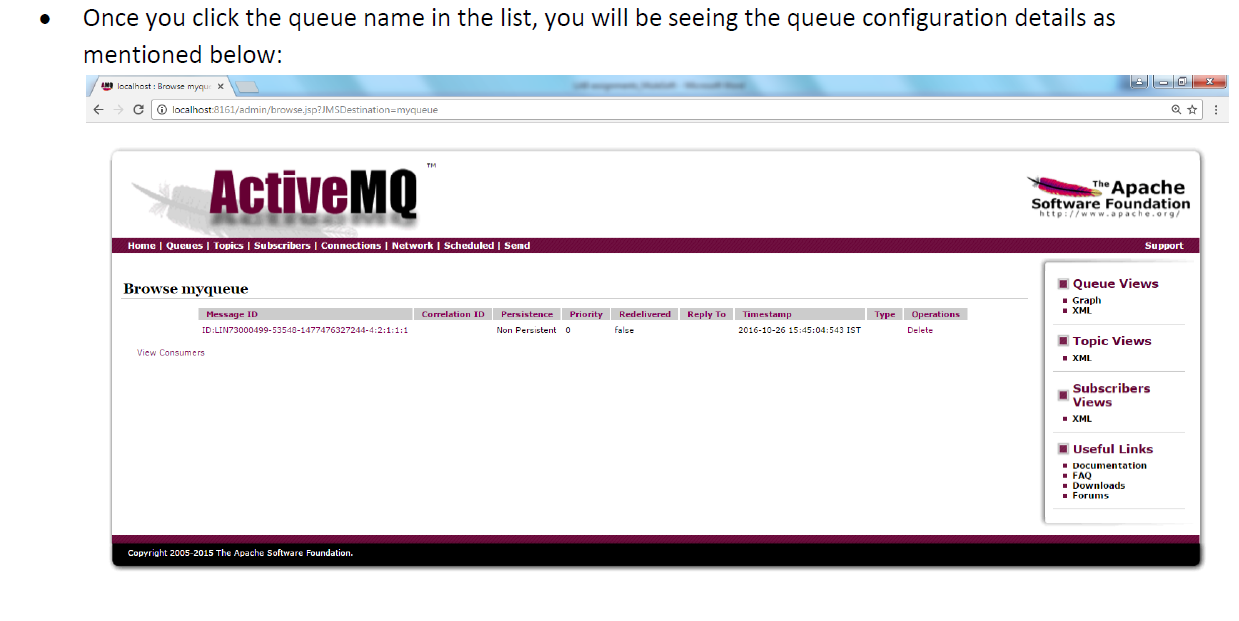 • Once you click the queue name in the list, you will be seeing the queue configuration details as
mentioned below:
localhost : Browse myqu
localhost:8161/admin/browse.jsp?JMSDestination=myqueue
ActiveMQ™
The Apache
Software Foundation
http://www.apache.org/
Home | Queues | Topics | Subscribers | Connections | Network | Scheduled | Send
Support
Browse myqueue
Message ID Correlation ID Persistence Priority Redelivered Reply To Timestamp Type Operations
ID:LIN73000499-53548-1477476327244-4:2:1:1:1 Non Persistent 0 false 2016-10-26 15:45:04:543 IST Delete
View Consumers
Queue Views
Graph
XML
Topic Views
XML
Subscribers
Views
XML
Useful Links
Documentation
FAQ
Downloads
Forums
Copyright 2005-2015 The Apache Software Foundation.